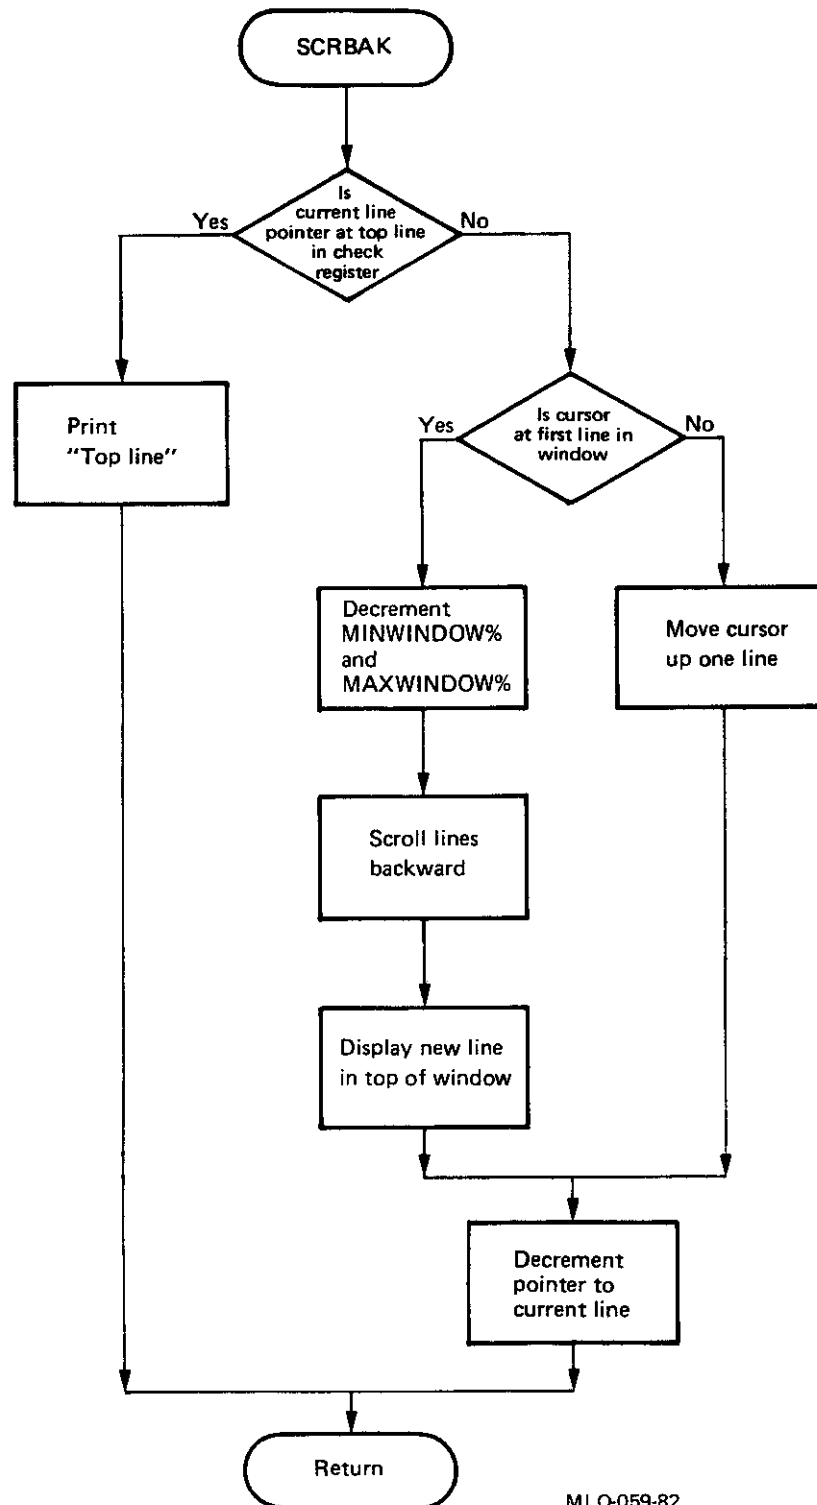 SCRBAK
Is
current line
pointer at top line
in check
register
Yes
No
Print
"Top line"
Is cursor
at first line in
window
Yes
No
Decrement
MINWINDOW%
and
MAXWINDOW%
Move cursor
up one line
Scroll lines
backward
Display new line
in top of window
Decrement
pointer to
current line
Return
MLO-059-82